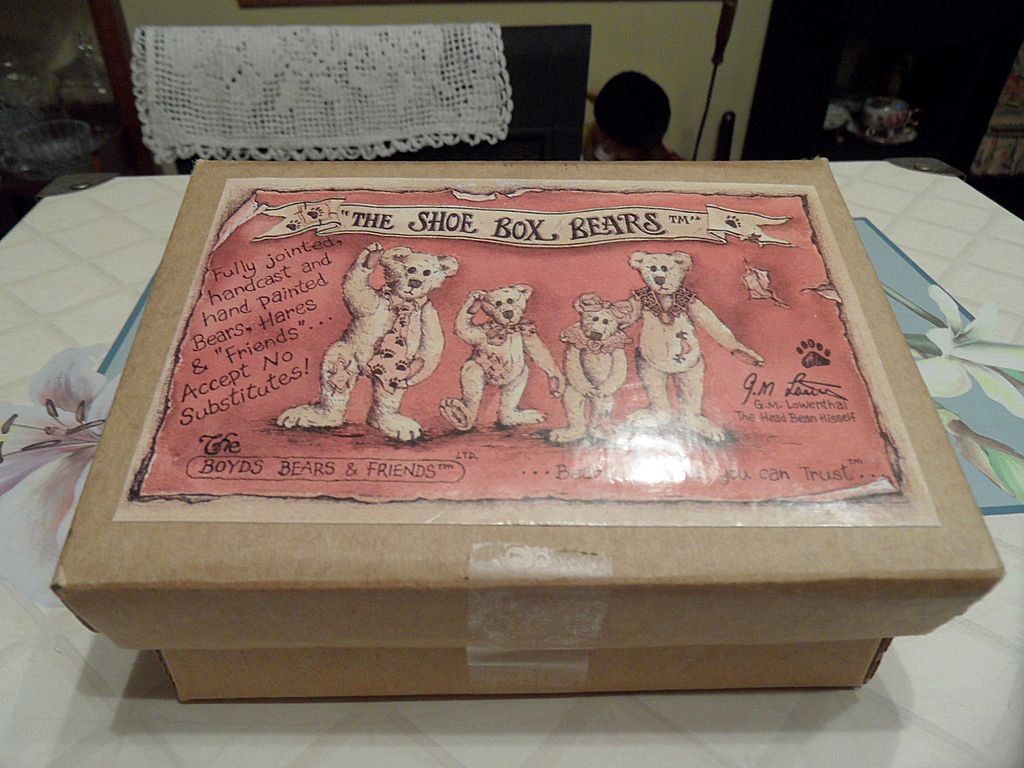 "THE SHOE BOX BEARS TM"
Fully jointed,
handcast and
hand painted
Bears, Hares
& "Friends"...
Accept No
Substitutes!
G.M.
G.M. Lowenthal
The Head Bean Hisself
The
BOYDS BEARS & FRIENDS™
LTD.
... you can Trust™...